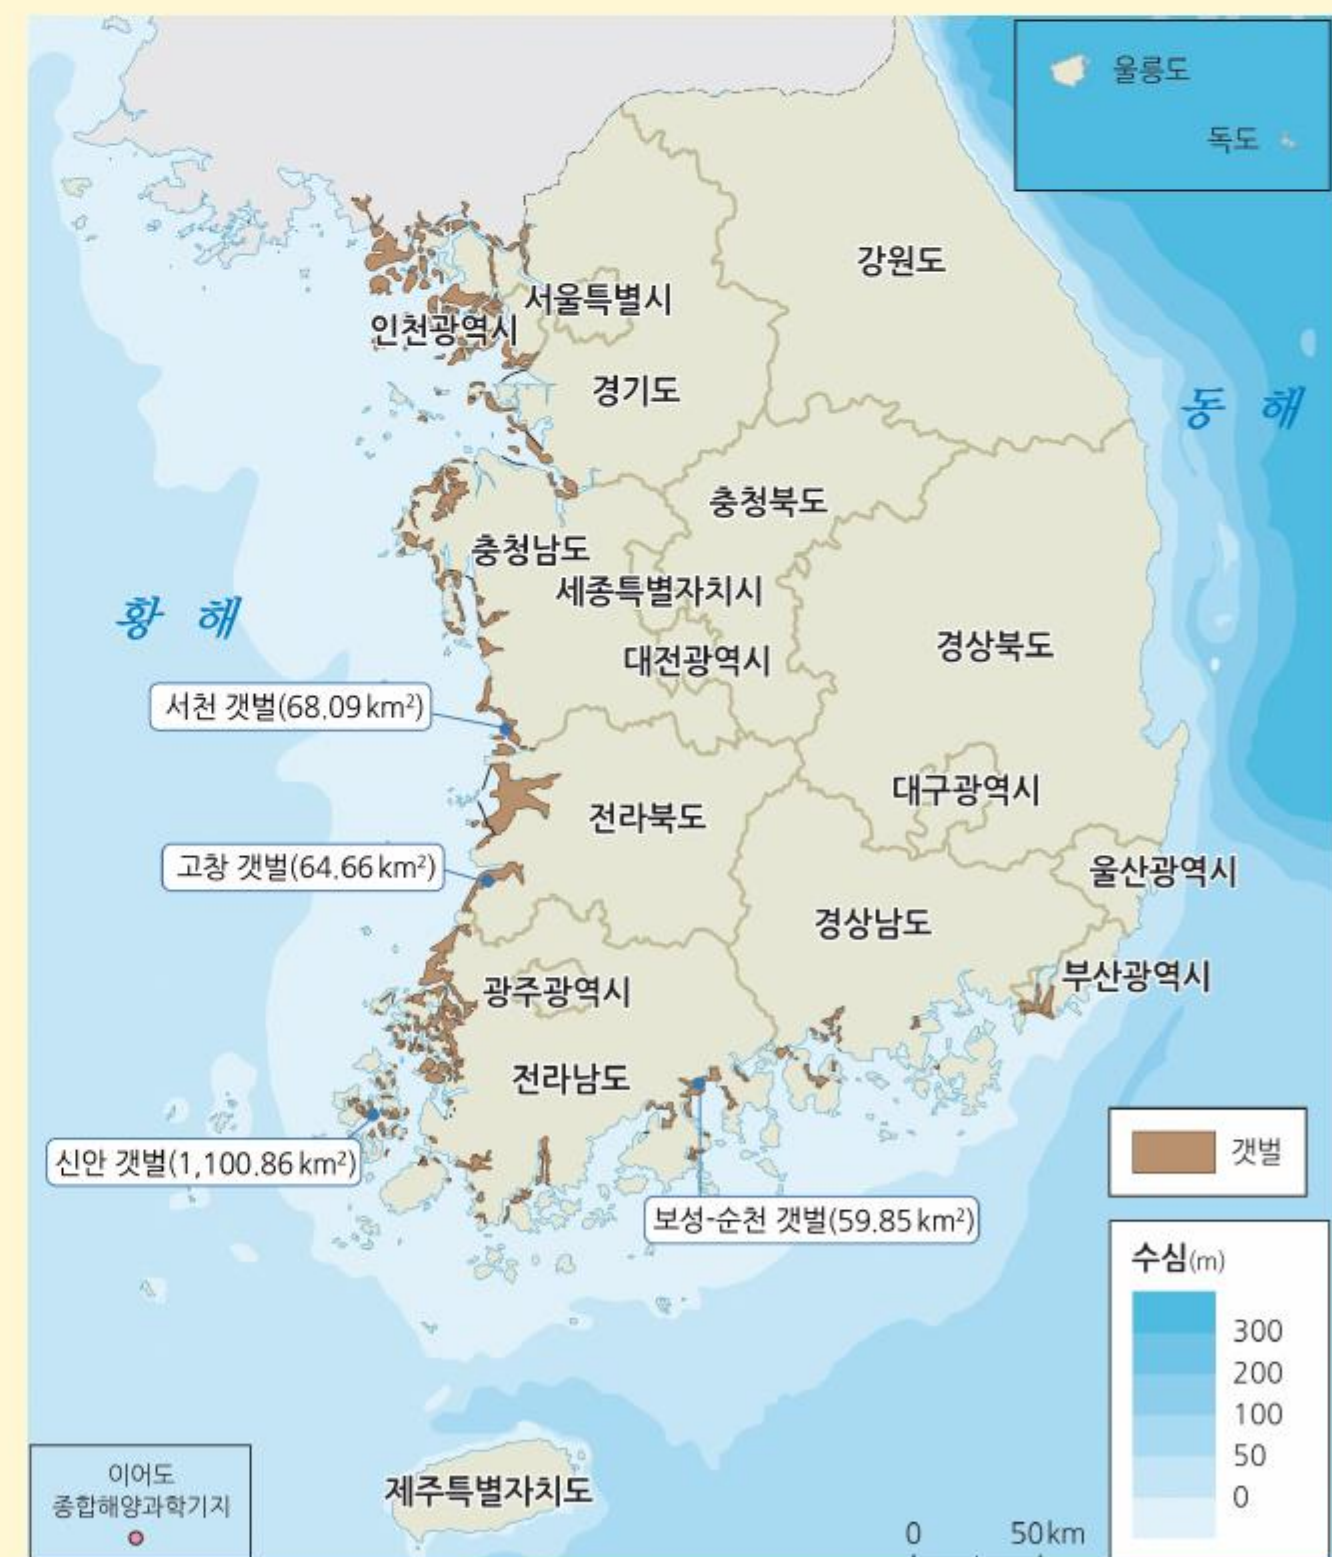 울릉도
독도
강원도
서울특별시
인천광역시
경기도
동 해
충청북도
충청남도
세종특별자치시
황 해
경상북도
대전광역시
서천 갯벌(68.09 km²)
대구광역시
전라북도
고창 갯벌(64.66 km²)
울산광역시
경상남도
부산광역시
광주광역시
전라남도
신안 갯벌(1,100.86 km²)
갯벌
보성-순천 갯벌(59.85 km²)
수심(m)
300
200
100
50
0
이어도
종합해양과학기지
제주특별자치도
0 50 km